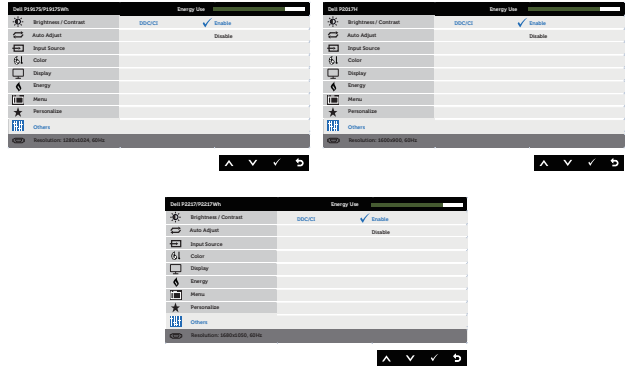 Dell P1917S/P1917SWh Energy Use
Brightness / Contrast DDC/CI Enable
Auto Adjust Disable
Input Source
Color
Display
Energy
Menu
Personalize
Others
Resolution: 1280x1024, 60Hz
Dell P2017H Energy Use
Brightness / Contrast DDC/CI Enable
Auto Adjust Disable
Input Source
Color
Display
Energy
Menu
Personalize
Others
Resolution: 1600x900, 60Hz
Dell P2217/P2217Wh Energy Use
Brightness / Contrast DDC/CI Enable
Auto Adjust Disable
Input Source
Color
Display
Energy
Menu
Personalize
Others
Resolution: 1680x1050, 60Hz